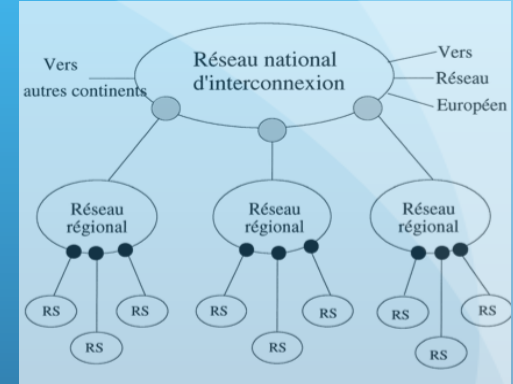 Réseau national
d'interconnexion
Vers
autres continents
Vers
Réseau
Européen
Réseau
régional
Réseau
régional
Réseau
régional
RS
RS
RS
RS
RS
RS
RS
RS
RS